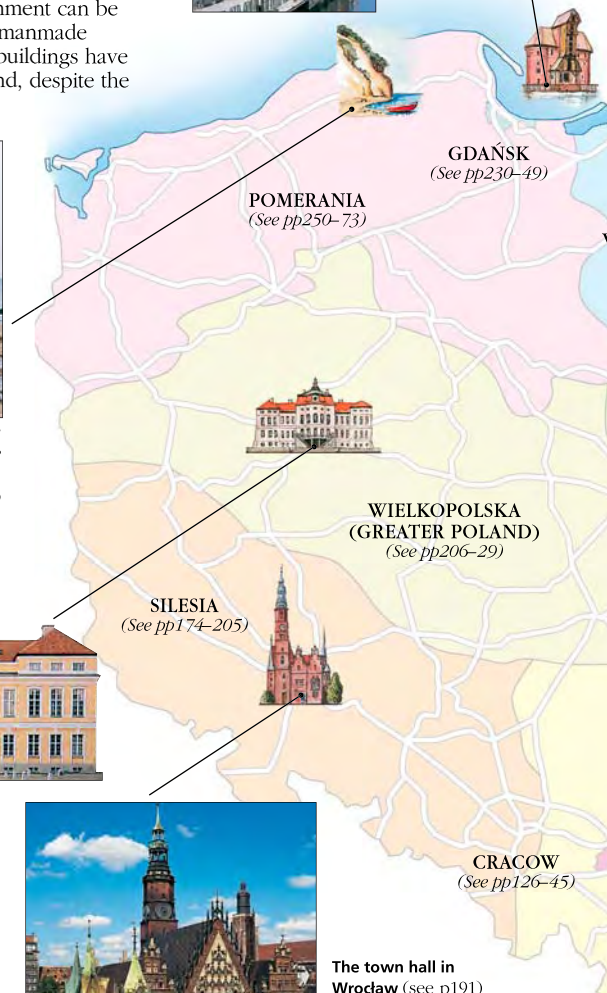 nment can be
manmade
buildings have
nd, despite the
GDAŃSK
(See pp230–49)
POMERANIA
(See pp250–73)
WIELKOPOLSKA
(GREATER POLAND)
(See pp206–29)
SILESIA
(See pp174–205)
CRACOW
(See pp126–45)
The town hall in
Wrocław (see p191)